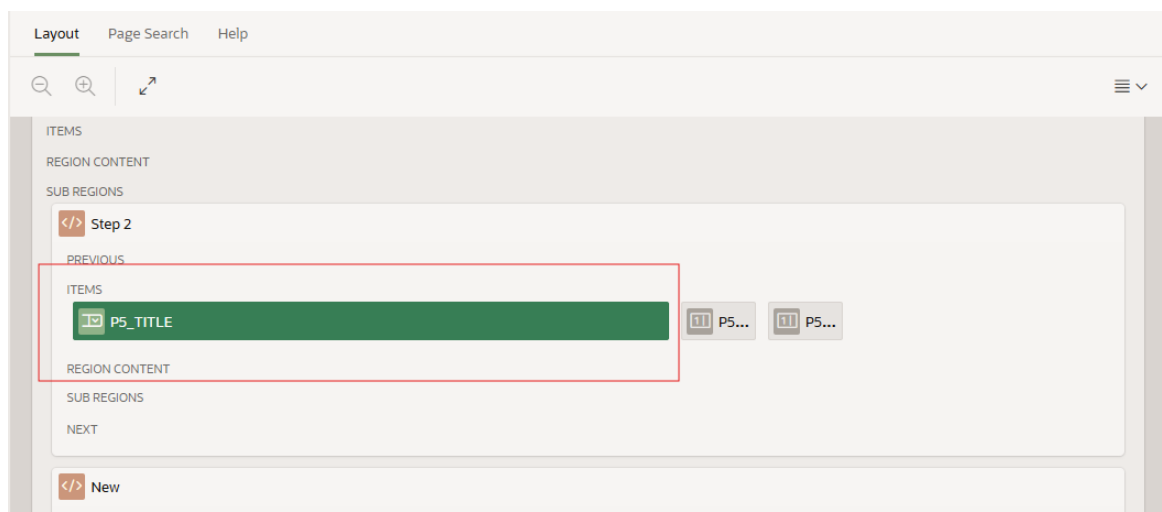 Layout Page Search Help
ITEMS
REGION CONTENT
SUB REGIONS
Step 2
PREVIOUS
ITEMS
P5_TITLE P5... P5...
REGION CONTENT
SUB REGIONS
NEXT
New